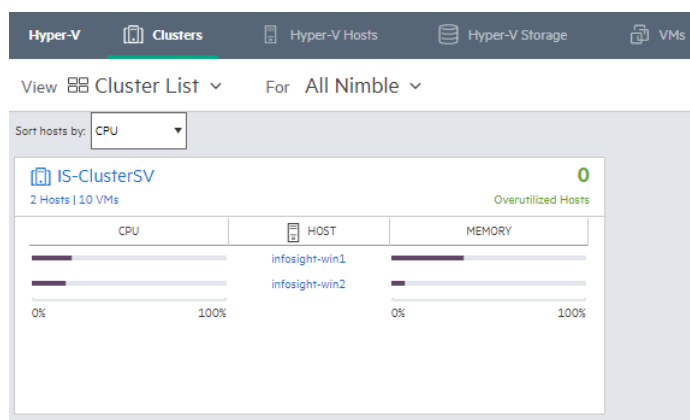 Hyper-V Clusters Hyper-V Hosts Hyper-V Storage VMs
View Cluster List For All Nimble
Sort hosts by: CPU
IS-ClusterSV 0
2 Hosts | 10 VMs Overutilized Hosts
CPU HOST MEMORY
infosight-win1
infosight-win2
0% 100% 0% 100%